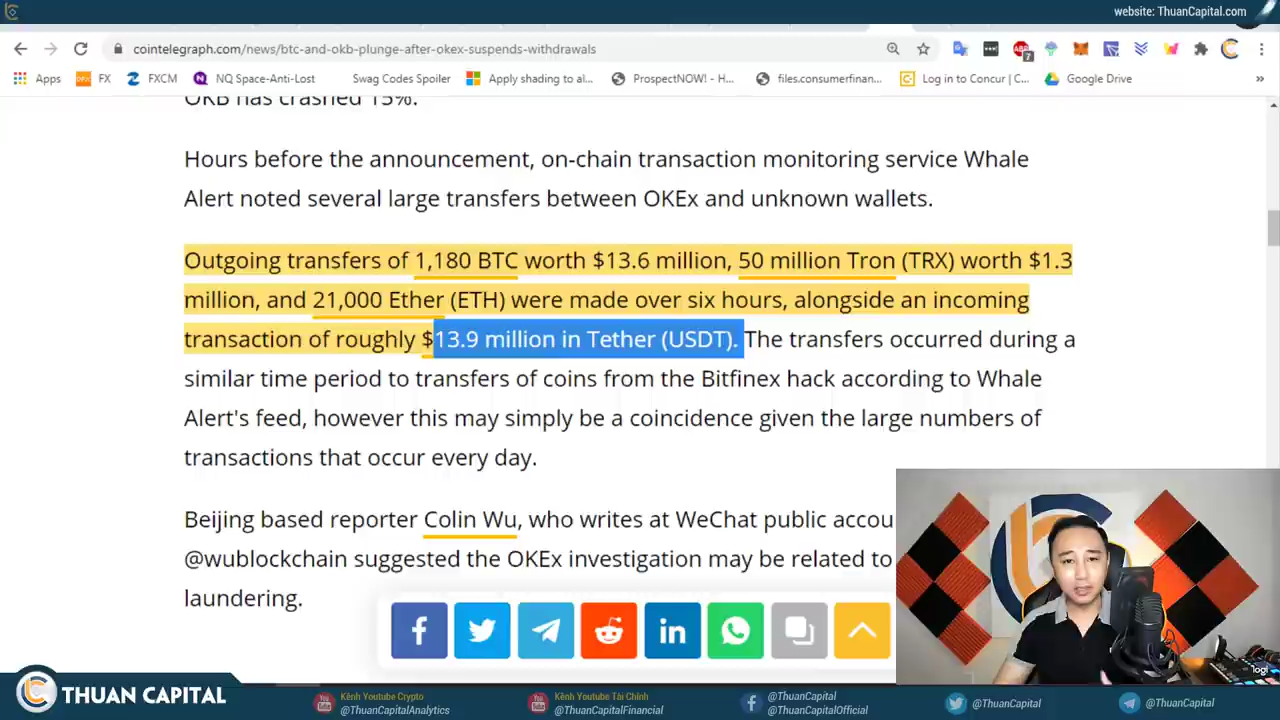 website: ThuanCapital.com
cointelegraph.com/news/btc-and-okb-plunge-after-okex-suspends-withdrawals
7
Apps FX FXCM NQ Space-Anti-Lost Swag Codes Spoiler Apply shading to al... ProspectNOW! - H... files.consumerfinan... Log in to Concur | C... Google Drive »
OKB has crashed 15%.
Hours before the announcement, on-chain transaction monitoring service Whale
Alert noted several large transfers between OKEx and unknown wallets.
Outgoing transfers of 1,180 BTC worth $13.6 million, 50 million Tron (TRX) worth $1.3
million, and 21,000 Ether (ETH) were made over six hours, alongside an incoming
transaction of roughly $13.9 million in Tether (USDT). The transfers occurred during a
similar time period to transfers of coins from the Bitfinex hack according to Whale
Alert's feed, however this may simply be a coincidence given the large numbers of
transactions that occur every day.
Beijing based reporter Colin Wu, who writes at WeChat public accou
@wublockchain suggested the OKEx investigation may be related to
laundering.
logi
THUAN CAPITAL
Kênh Youtube Crypto
@ThuanCapitalAnalytics
Kênh Youtube Tài Chính
@ThuanCapitalFinancial
@ThuanCapital
@ThuanCapitalOfficial
@ThuanCapital
@ThuanCapital